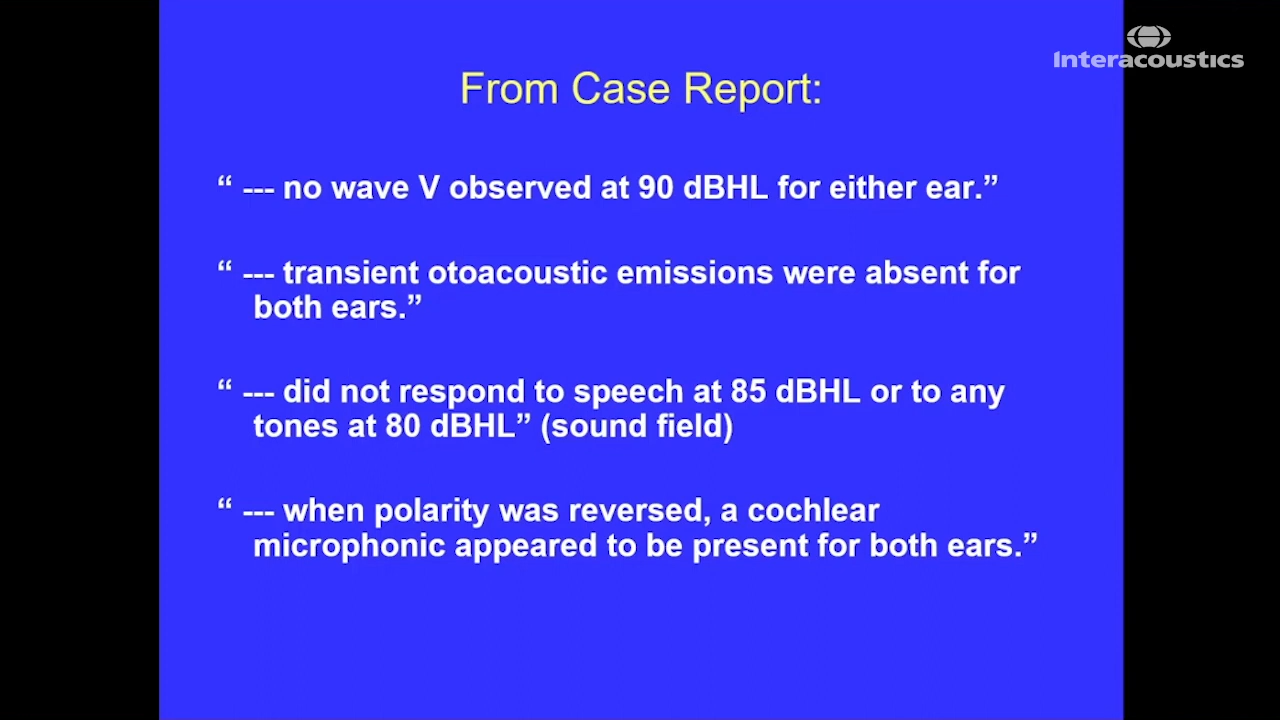 Interacoustics
From Case Report:
“ --- no wave V observed at 90 dBHL for either ear.”
“ --- transient otoacoustic emissions were absent for
both ears.”
“ --- did not respond to speech at 85 dBHL or to any
tones at 80 dBHL” (sound field)
“ --- when polarity was reversed, a cochlear
microphonic appeared to be present for both ears.”